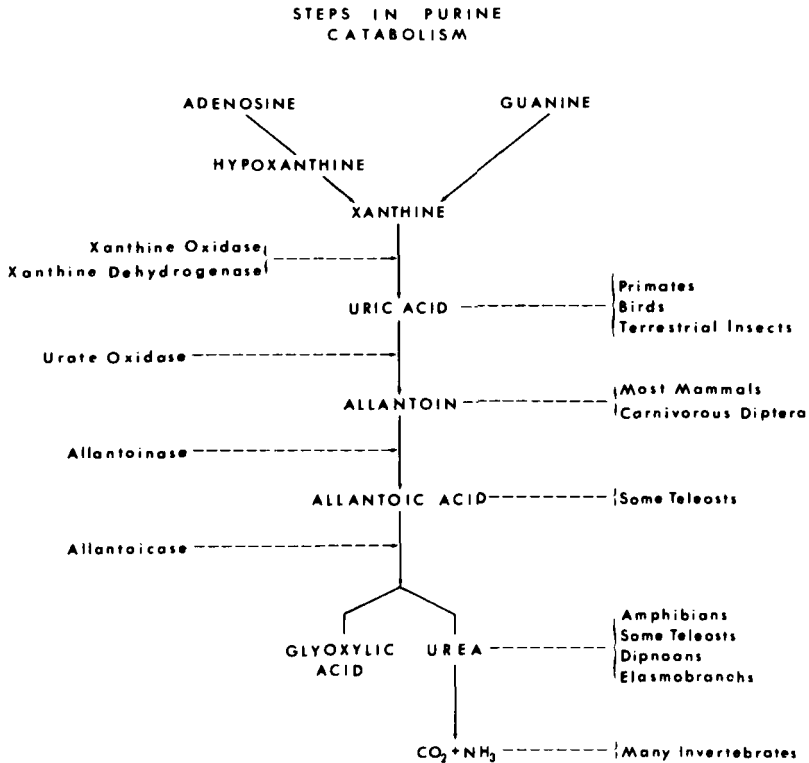 STEPS IN PURINE
CATABOLISM
ADENOSINE
GUANINE
HYPOXANTHINE
XANTHINE
Xanthine Oxidase
Xanthine Dehydrogenase
URIC ACID
Primates
Birds
Terrestrial Insects
Urate Oxidase
ALLANTOIN
Most Mammals
Carnivorous Diptera
Allantoinase
ALLANTOIC ACID
Some Teleosts
Allantoicase
GLYOXYLIC
ACID
UREA
Amphibians
Some Teleosts
Dipnoans
Elasmobranchs
CO₂ + NH₃
Many Invertebrates